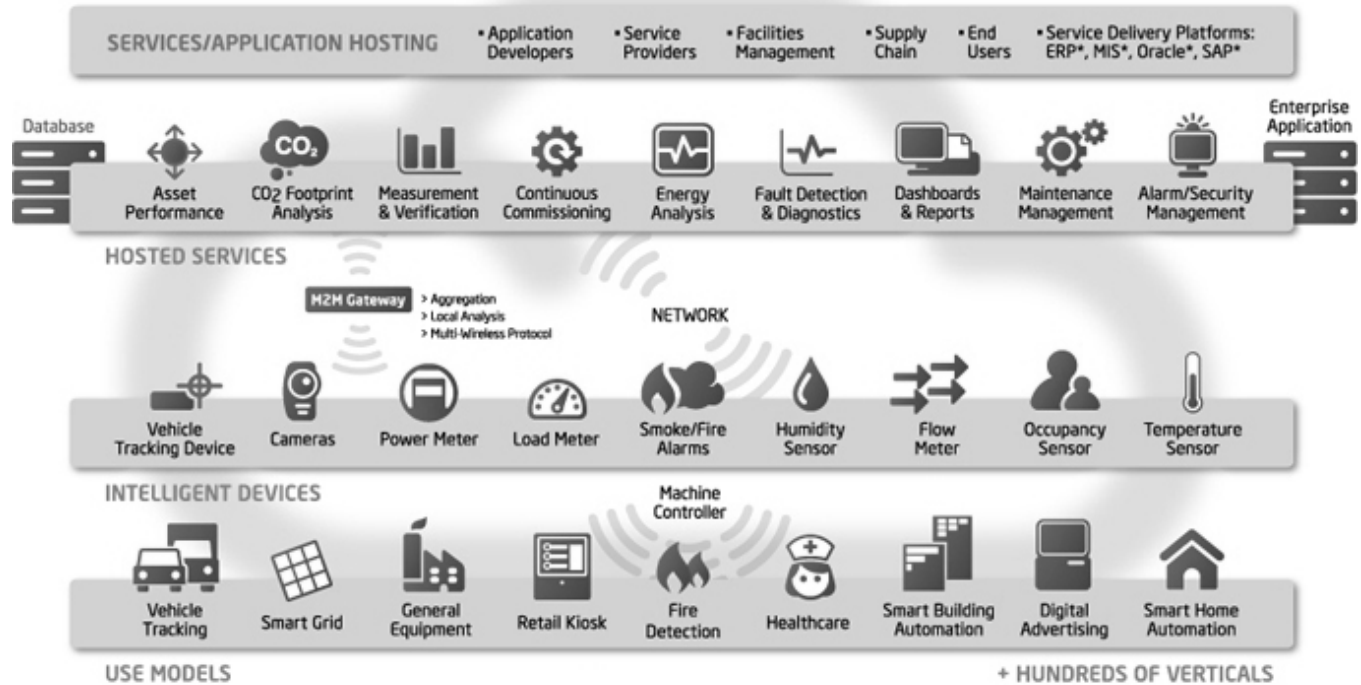 SERVICES/APPLICATION HOSTING
▪ Application
Developers
▪ Service
Providers
▪ Facilities
Management
▪ Supply
Chain
▪ End
Users
▪ Service Delivery Platforms:
ERP*, MIS*, Oracle*, SAP*
Database
Enterprise
Application
CO2
Asset
Performance
CO2 Footprint
Analysis
Measurement
& Verification
Continuous
Commissioning
Energy
Analysis
Fault Detection
& Diagnostics
Dashboards
& Reports
Maintenance
Management
Alarm/Security
Management
HOSTED SERVICES
M2M Gateway
> Aggregation
> Local Analysis
> Multi-Wireless Protocol
NETWORK
Vehicle
Tracking Device
Cameras
Power Meter
Load Meter
Smoke/Fire
Alarms
Humidity
Sensor
Flow
Meter
Occupancy
Sensor
Temperature
Sensor
INTELLIGENT DEVICES
Machine
Controller
Vehicle
Tracking
Smart Grid
General
Equipment
Retail Kiosk
Fire
Detection
Healthcare
Smart Building
Automation
Digital
Advertising
Smart Home
Automation
USE MODELS
+ HUNDREDS OF VERTICALS